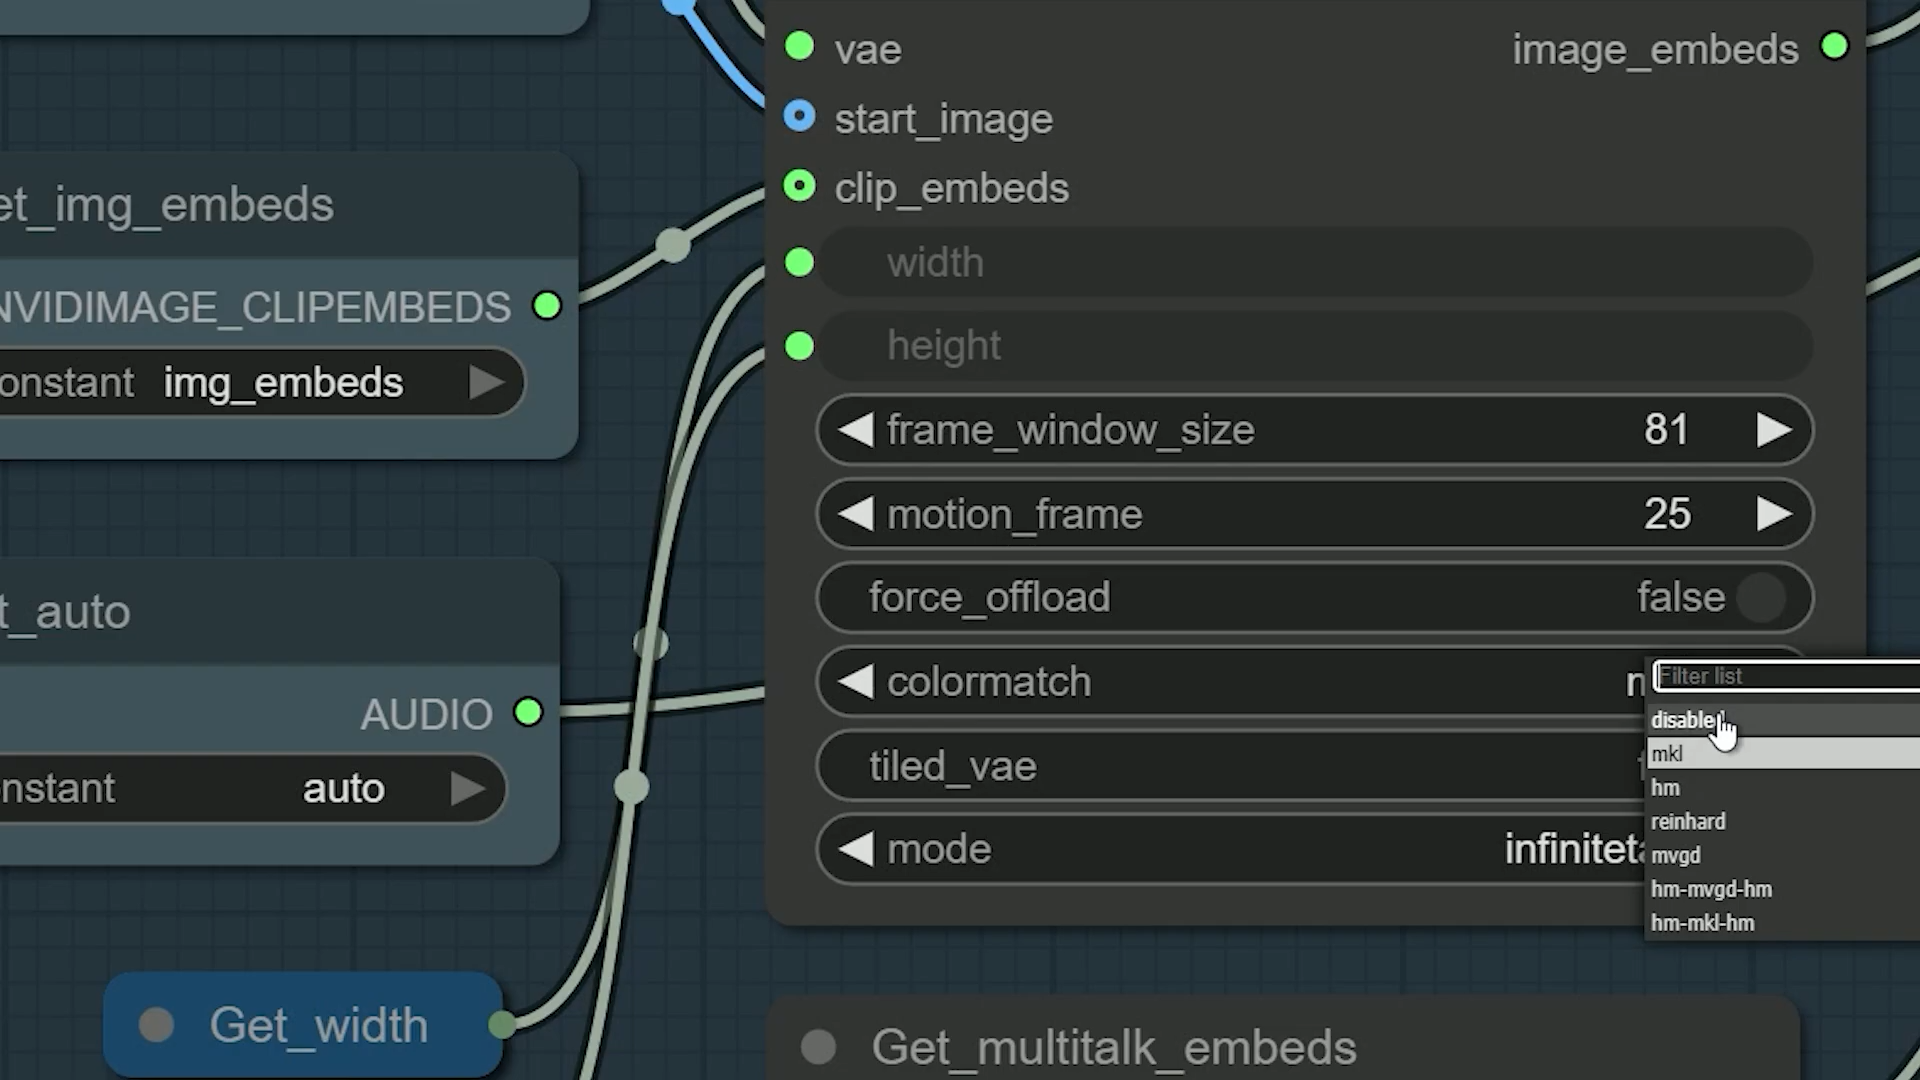 vae
image_embeds
start_image
clip_embeds
width
height
frame_window_size 81
motion_frame 25
force_offload false
colormatch
tiled_vae
mode infinitet
Filter list
disabled
mkl
hm
reinhard
mvgd
hm-mvgd-hm
hm-mkl-hm
et_img_embeds
NVIDIMAGE_CLIPEMBEDS
onstant img_embeds
t_auto
AUDIO
nstant auto
Get_width
Get_multitalk_embeds